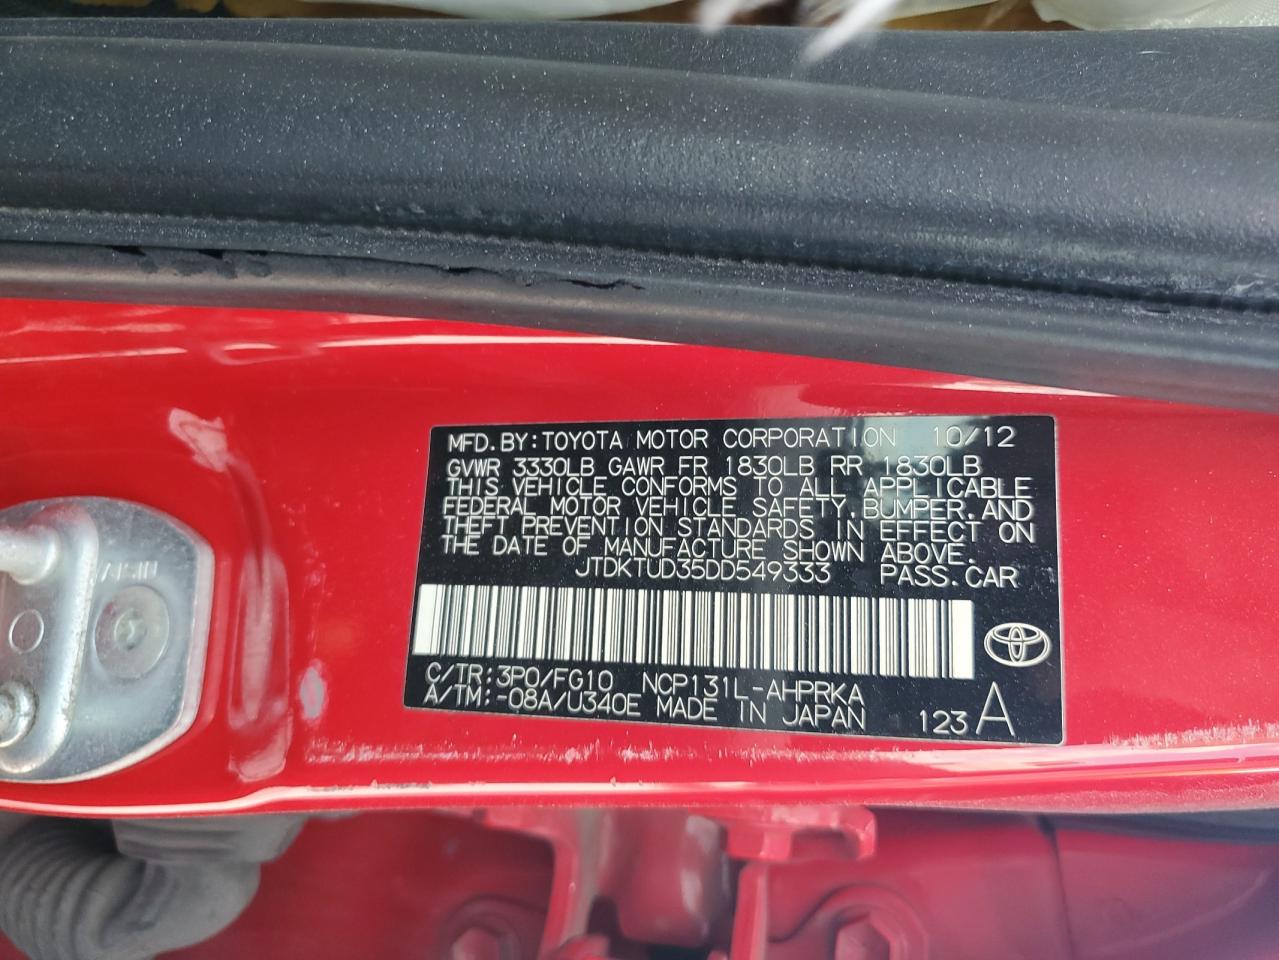 MFD.BY:TOYOTA MOTOR CORPORATION 10/12
GVWR 3330LB GAWR FR 1830LB RR 1830LB
THIS VEHICLE CONFORMS TO ALL APPLICABLE
FEDERAL MOTOR VEHICLE SAFETY,BUMPER,AND
THEFT PREVENTION STANDARDS IN EFFECT ON
THE DATE OF MANUFACTURE SHOWN ABOVE.
JTDKTUD35DD549333 PASS.CAR
C/TR:3P0/FG10 NCP131L-AHPRKA
A/TM:-08A/U340E MADE IN JAPAN 123 A